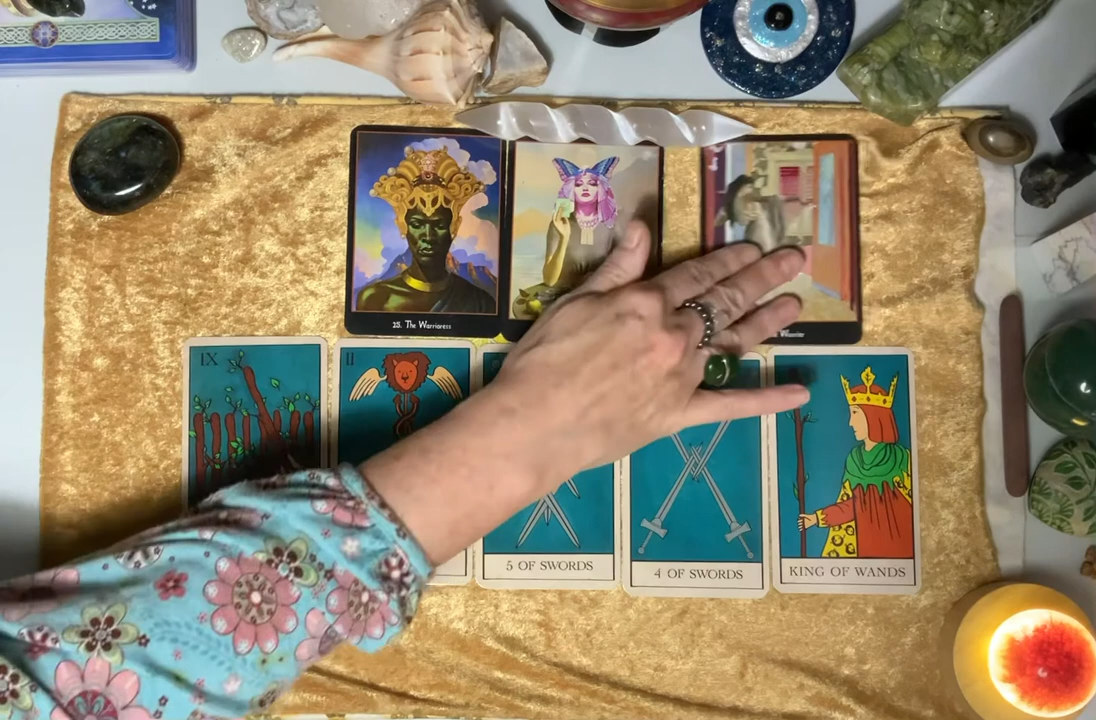 25. The Warrioress
IX
II
5 OF SWORDS
4 OF SWORDS
KING OF WANDS